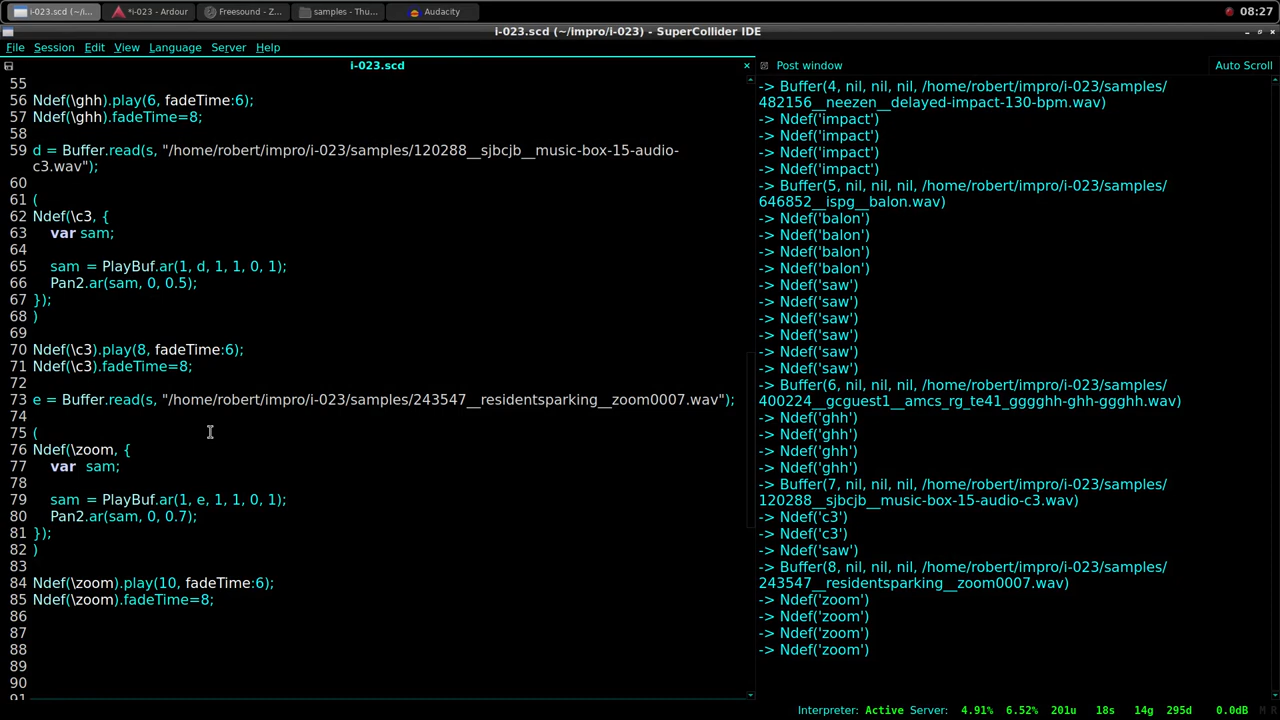 i-023.scd (~/i...
*i-023 - Ardour
Freesound - Z...
samples - Thu...
Audacity
08:27
i-023.scd (~/impro/i-023) - SuperCollider IDE
File Session Edit View Language Server Help
i-023.scd
Post window
Auto Scroll
55
56 Ndef(\ghh).play(6, fadeTime:6);
57 Ndef(\ghh).fadeTime=8;
58
59 d = Buffer.read(s, "/home/robert/impro/i-023/samples/120288__sjbcjb__music-box-15-audio-
c3.wav");
60
61 (
62 Ndef(\c3, {
63 var sam;
64
65 sam = PlayBuf.ar(1, d, 1, 1, 0, 1);
66 Pan2.ar(sam, 0, 0.5);
67 });
68 )
69
70 Ndef(\c3).play(8, fadeTime:6);
71 Ndef(\c3).fadeTime=8;
72
73 e = Buffer.read(s, "/home/robert/impro/i-023/samples/243547__residentsparking__zoom0007.wav");
74
75 (
76 Ndef(\zoom, {
77 var sam;
78
79 sam = PlayBuf.ar(1, e, 1, 1, 0, 1);
80 Pan2.ar(sam, 0, 0.7);
81 });
82 )
83
84 Ndef(\zoom).play(10, fadeTime:6);
85 Ndef(\zoom).fadeTime=8;
86
87
88
89
90
91
-> Buffer(4, nil, nil, nil, /home/robert/impro/i-023/samples/
482156__neezen__delayed-impact-130-bpm.wav)
-> Ndef('impact')
-> Ndef('impact')
-> Ndef('impact')
-> Ndef('impact')
-> Buffer(5, nil, nil, nil, /home/robert/impro/i-023/samples/
646852__ispg__balon.wav)
-> Ndef('balon')
-> Ndef('balon')
-> Ndef('balon')
-> Ndef('balon')
-> Ndef('saw')
-> Ndef('saw')
-> Ndef('saw')
-> Ndef('saw')
-> Ndef('saw')
-> Ndef('saw')
-> Buffer(6, nil, nil, nil, /home/robert/impro/i-023/samples/
400224__gcguest1__amcs_rg_te41_gggghh-ghh-ggghh.wav)
-> Ndef('ghh')
-> Ndef('ghh')
-> Ndef('ghh')
-> Ndef('ghh')
-> Buffer(7, nil, nil, nil, /home/robert/impro/i-023/samples/
120288__sjbcjb__music-box-15-audio-c3.wav)
-> Ndef('c3')
-> Ndef('c3')
-> Ndef('saw')
-> Buffer(8, nil, nil, nil, /home/robert/impro/i-023/samples/
243547__residentsparking__zoom0007.wav)
-> Ndef('zoom')
-> Ndef('zoom')
-> Ndef('zoom')
-> Ndef('zoom')
Interpreter: Active Server: 4.91% 6.52% 201u 18s 14g 295d 0.0dB M R